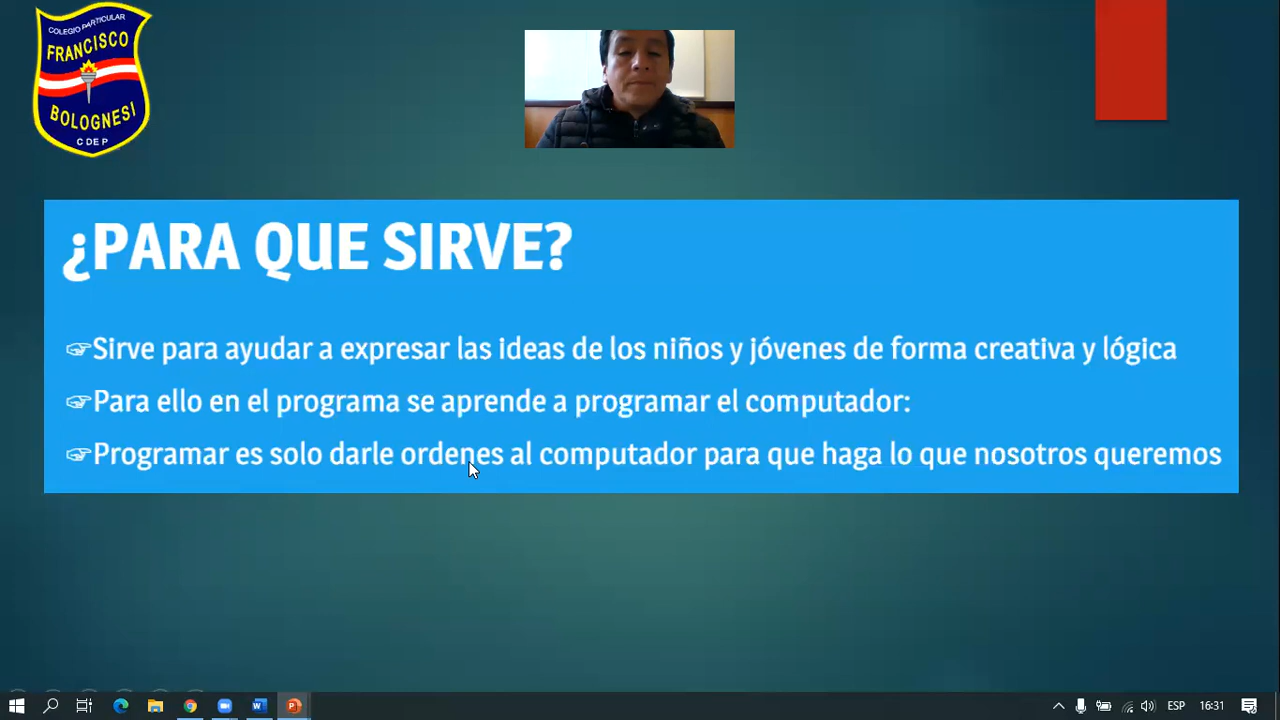 COLEGIO PARTICULAR
FRANCISCO
BOLOGNESI
C DE P
¿PARA QUE SIRVE?
Sirve para ayudar a expresar las ideas de los niños y jóvenes de forma creativa y lógica
Para ello en el programa se aprende a programar el computador:
Programar es solo darle ordenes al computador para que haga lo que nosotros queremos
ESP
16:31